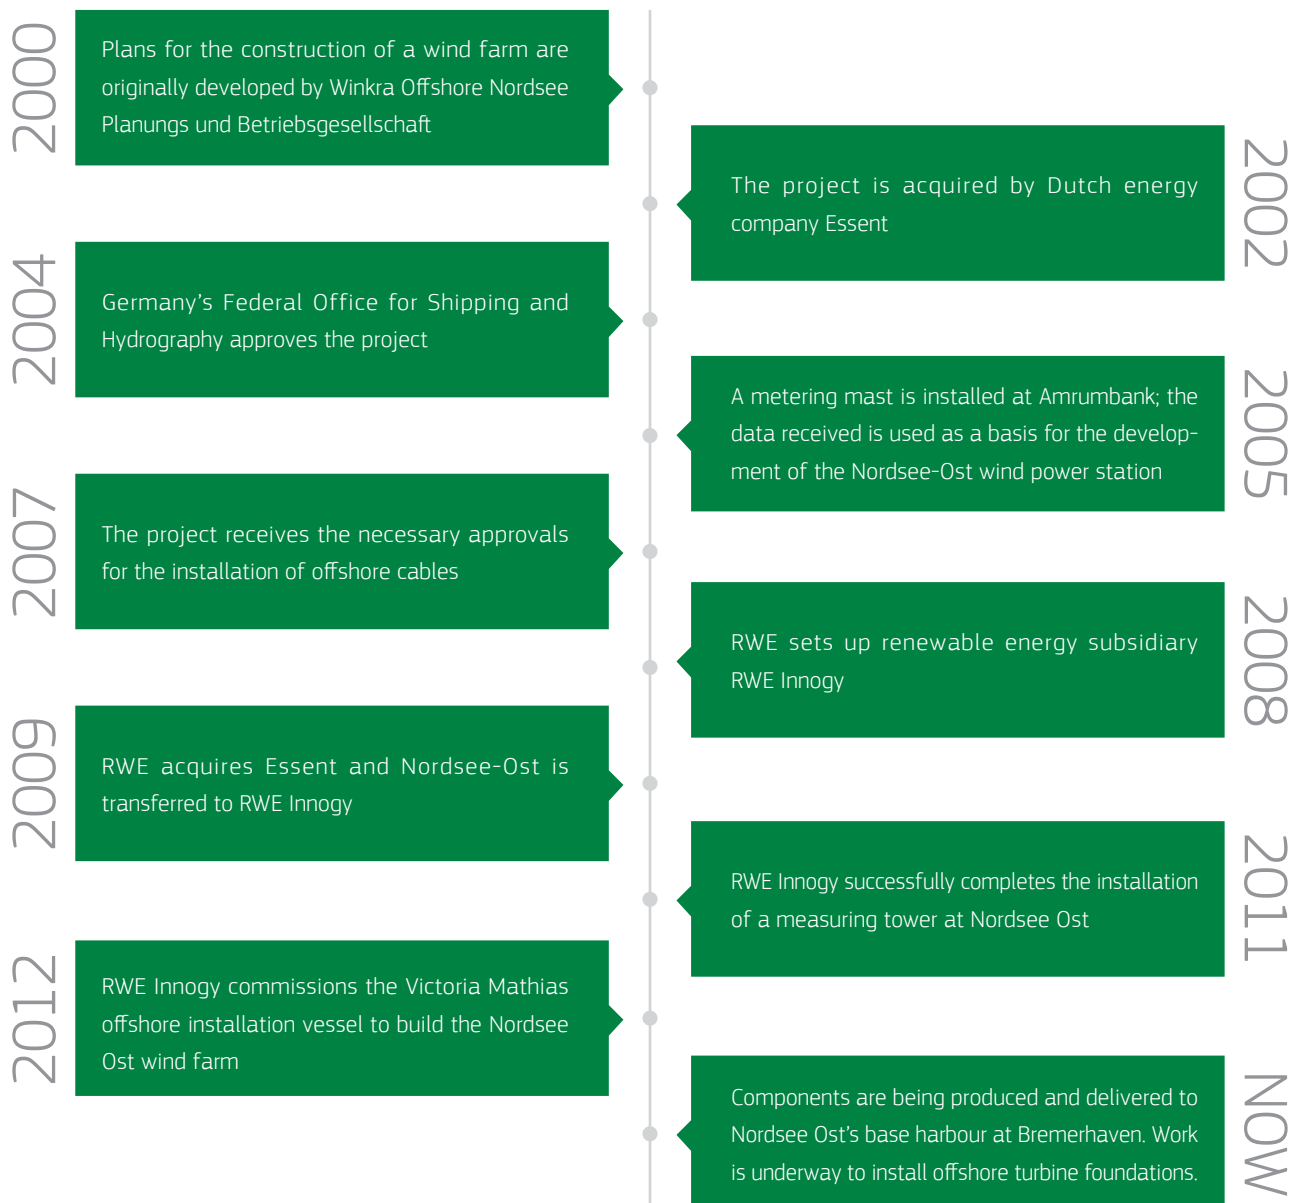 2000
Plans for the construction of a wind farm are
originally developed by Winkra Offshore Nordsee
Planungs und Betriebsgesellschaft
2002
The project is acquired by Dutch energy
company Essent
2004
Germany's Federal Office for Shipping and
Hydrography approves the project
2005
A metering mast is installed at Amrumbank; the
data received is used as a basis for the develop-
ment of the Nordsee-Ost wind power station
2007
The project receives the necessary approvals
for the installation of offshore cables
2008
RWE sets up renewable energy subsidiary
RWE Innogy
2009
RWE acquires Essent and Nordsee-Ost is
transferred to RWE Innogy
2011
RWE Innogy successfully completes the installation
of a measuring tower at Nordsee Ost
2012
RWE Innogy commissions the Victoria Mathias
offshore installation vessel to build the Nordsee
Ost wind farm
NOW
Components are being produced and delivered to
Nordsee Ost's base harbour at Bremerhaven. Work
is underway to install offshore turbine foundations.